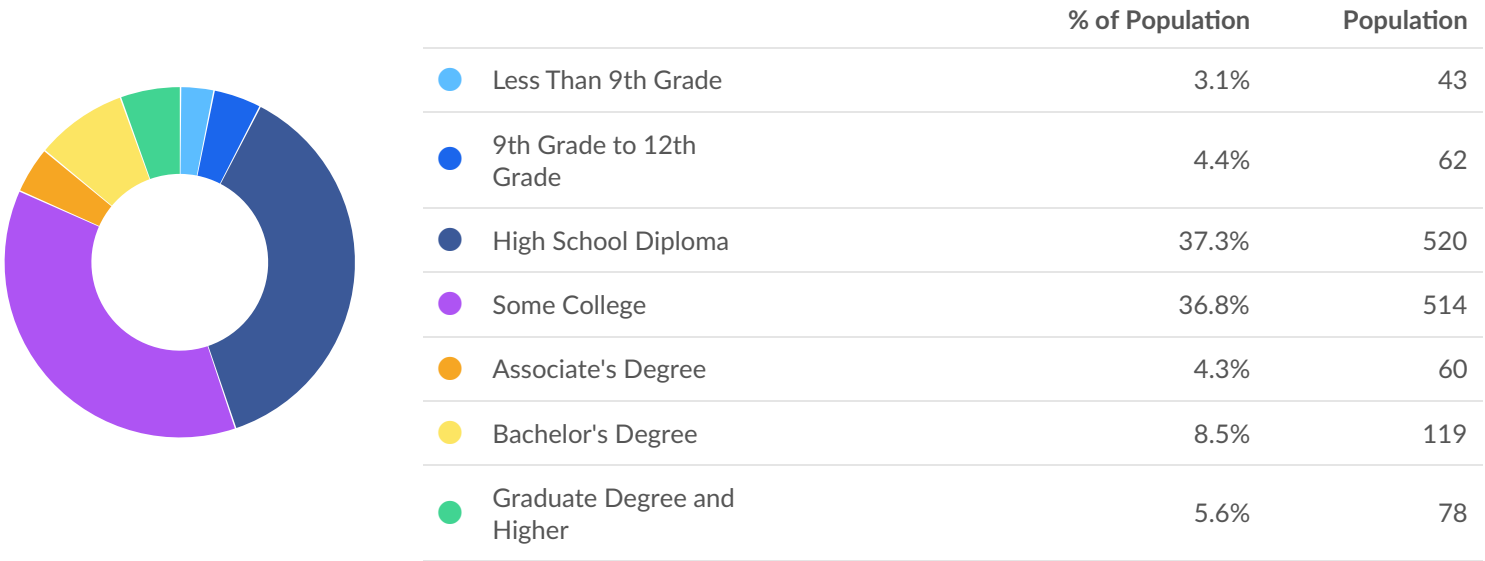 % of Population Population
Less Than 9th Grade 3.1% 43
9th Grade to 12th
Grade 4.4% 62
High School Diploma 37.3% 520
Some College 36.8% 514
Associate's Degree 4.3% 60
Bachelor's Degree 8.5% 119
Graduate Degree and
Higher 5.6% 78